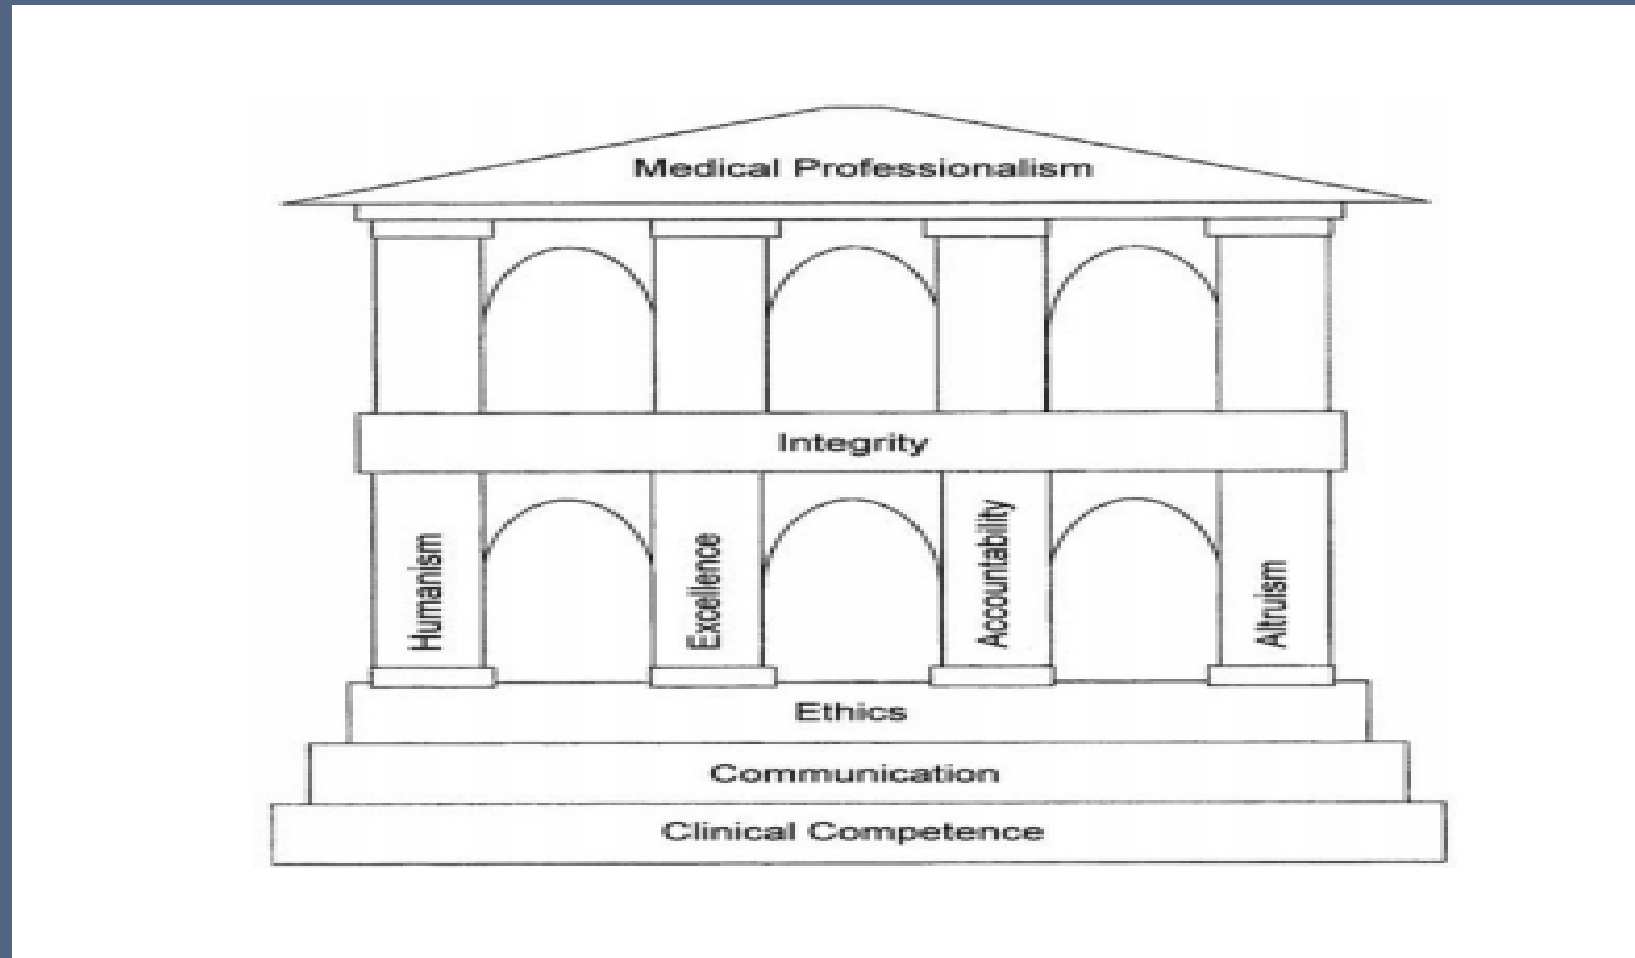 Medical Professionalism
Integrity
Humanism
Excellence
Accountability
Altruism
Ethics
Communication
Clinical Competence